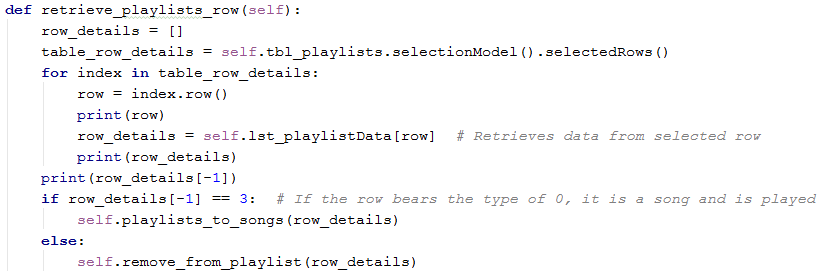 def retrieve_playlists_row(self):
    row_details = []
    table_row_details = self.tbl_playlists.selectionModel().selectedRows()
    for index in table_row_details:
        row = index.row()
        print(row)
        row_details = self.lst_playlistData[row]  # Retrieves data from selected row
        print(row_details)
    print(row_details[-1])
    if row_details[-1] == 3:  # If the row bears the type of 0, it is a song and is played
        self.playlists_to_songs(row_details)
    else:
        self.remove_from_playlist(row_details)